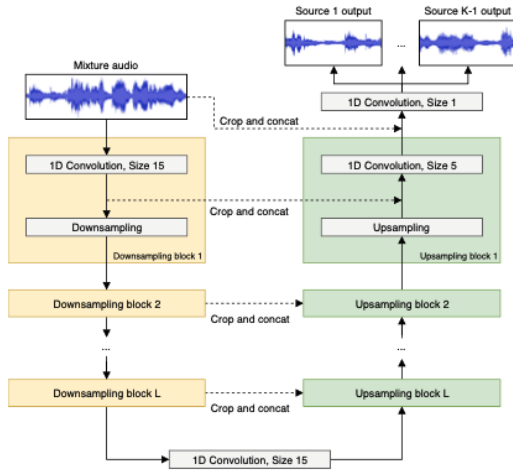 Source 1 output
Source K-1 output
...
Mixture audio
1D Convolution, Size 1
Crop and concat
1D Convolution, Size 15
1D Convolution, Size 5
Crop and concat
Downsampling
Upsampling
Downsampling block 1
Upsampling block 1
Downsampling block 2
Upsampling block 2
Crop and concat
...
...
Downsampling block L
Upsampling block L
Crop and concat
1D Convolution, Size 15